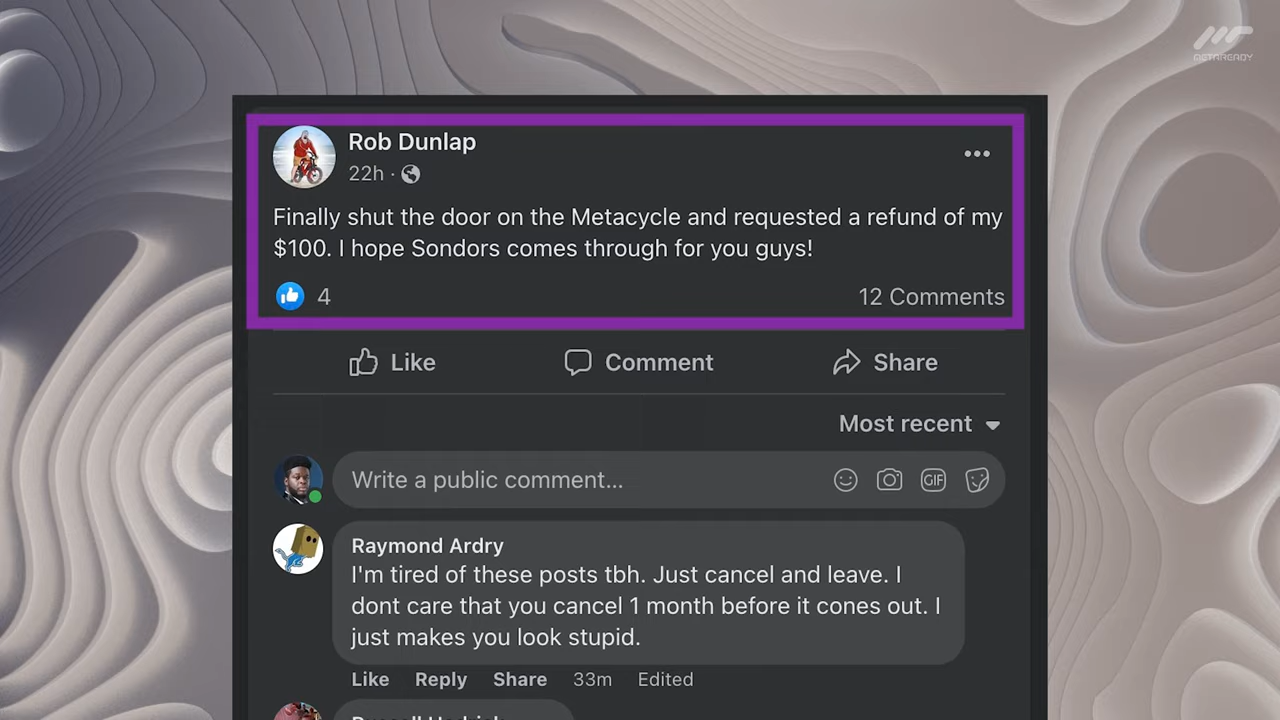 METAREADY
Rob Dunlap
22h ·
Finally shut the door on the Metacycle and requested a refund of my
$100. I hope Sondors comes through for you guys!
4
12 Comments
Like
Comment
Share
Most recent
Write a public comment...
GIF
Raymond Ardry
I'm tired of these posts tbh. Just cancel and leave. I
dont care that you cancel 1 month before it cones out. I
just makes you look stupid.
Like Reply Share 33m Edited